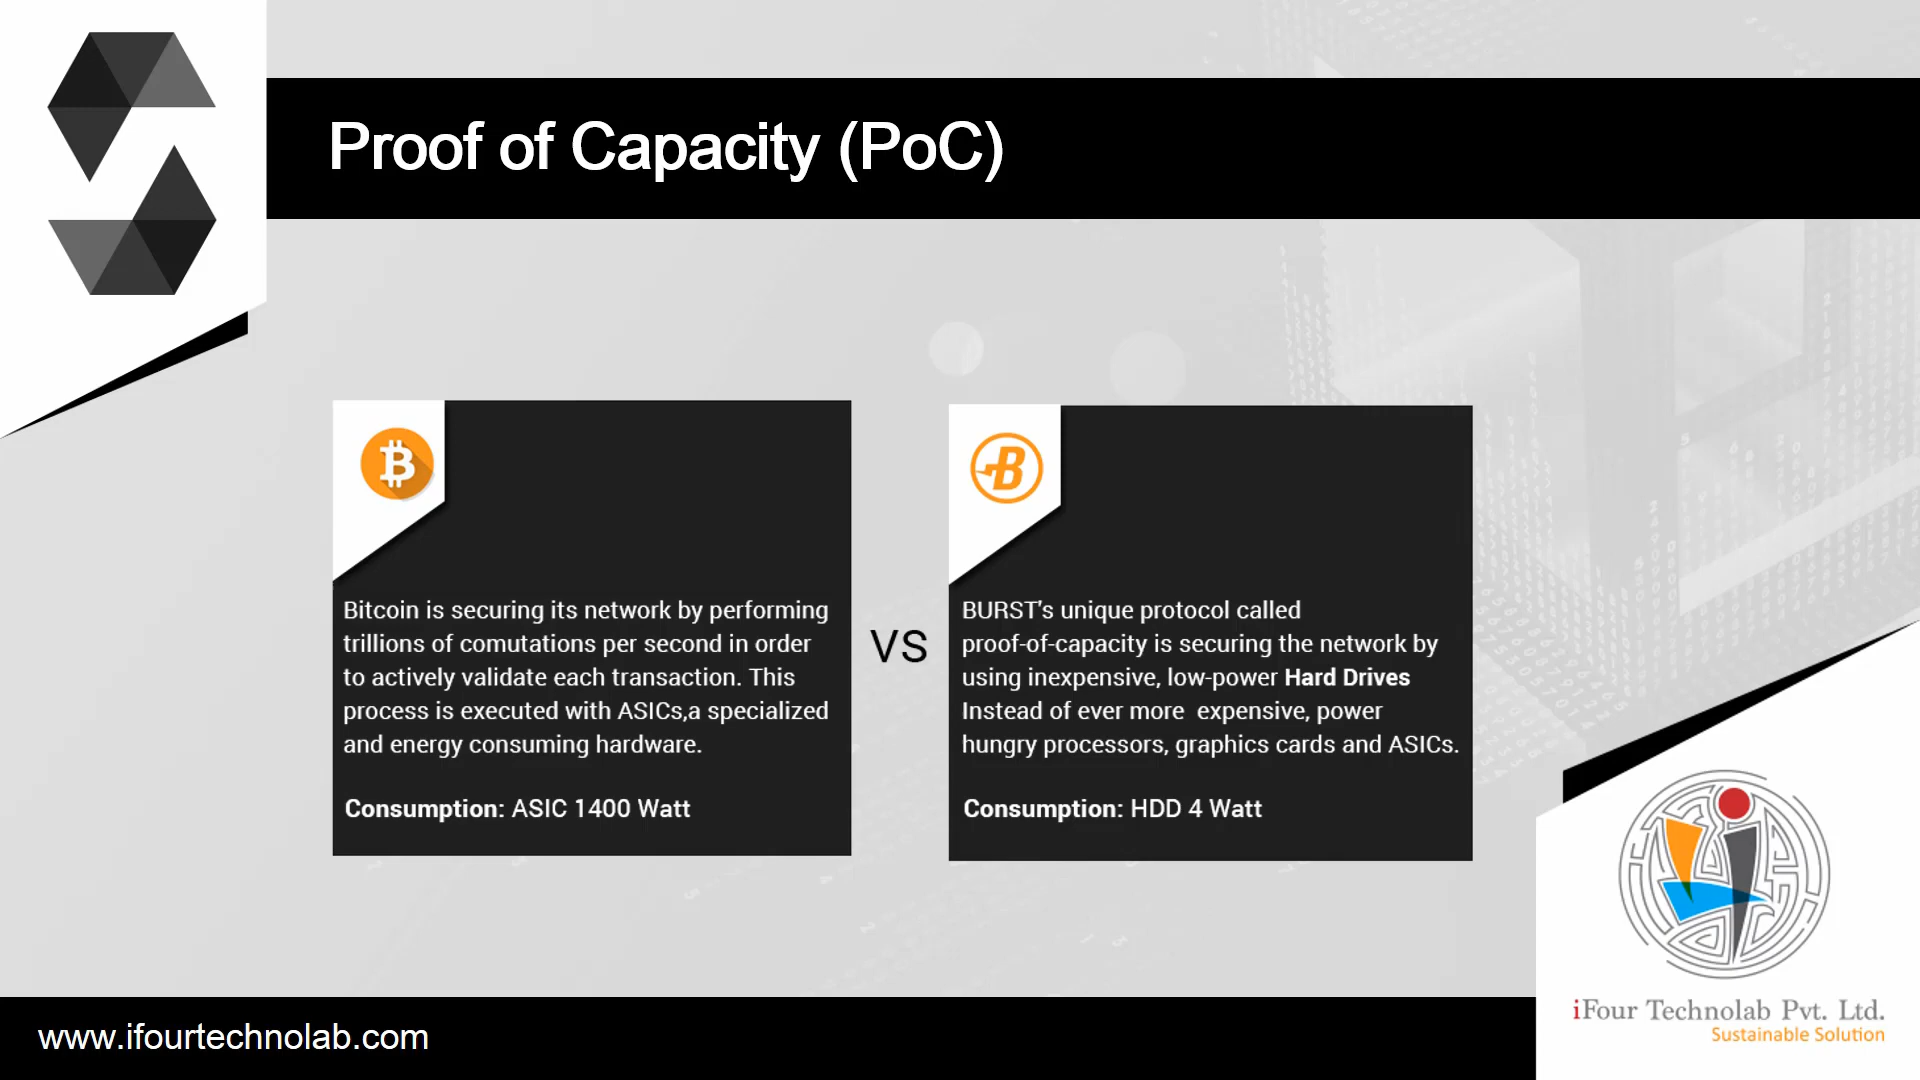 Proof of Capacity (PoC)
Bitcoin is securing its network by performing
trillions of comutations per second in order
to actively validate each transaction. This
process is executed with ASICs,a specialized
and energy consuming hardware.
Consumption: ASIC 1400 Watt
VS
BURST's unique protocol called
proof-of-capacity is securing the network by
using inexpensive, low-power Hard Drives
Instead of ever more expensive, power
hungry processors, graphics cards and ASICs.
Consumption: HDD 4 Watt
www.ifourtechnolab.com
iFour Technolab Pvt. Ltd.
Sustainable Solution